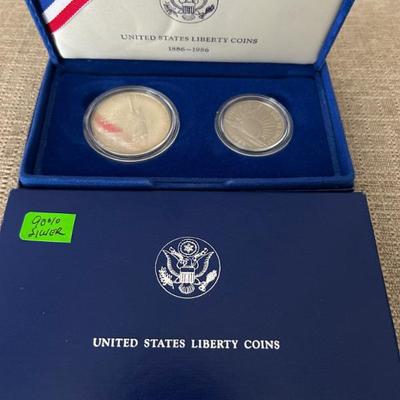 UNITED STATES LIBERTY COINS
1886–1986
90%
SILVER
UNITED STATES LIBERTY COINS